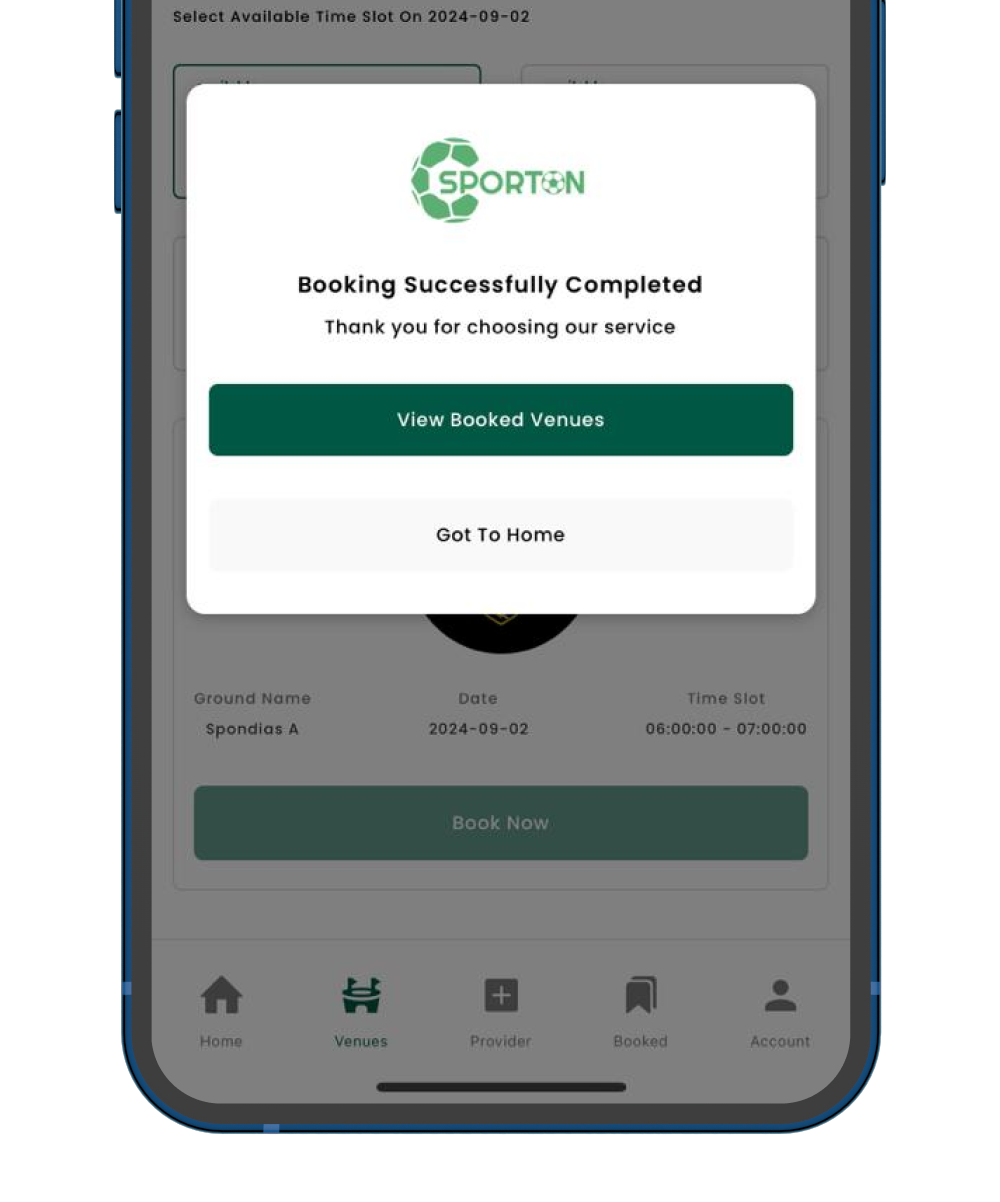 Select Available Time Slot On 2024-09-02
SPORTON
Booking Successfully Completed
Thank you for choosing our service
View Booked Venues
Got To Home
Ground Name Date Time Slot
Spondias A 2024-09-02 06:00:00 - 07:00:00
Book Now
Home Venues Provider Booked Account